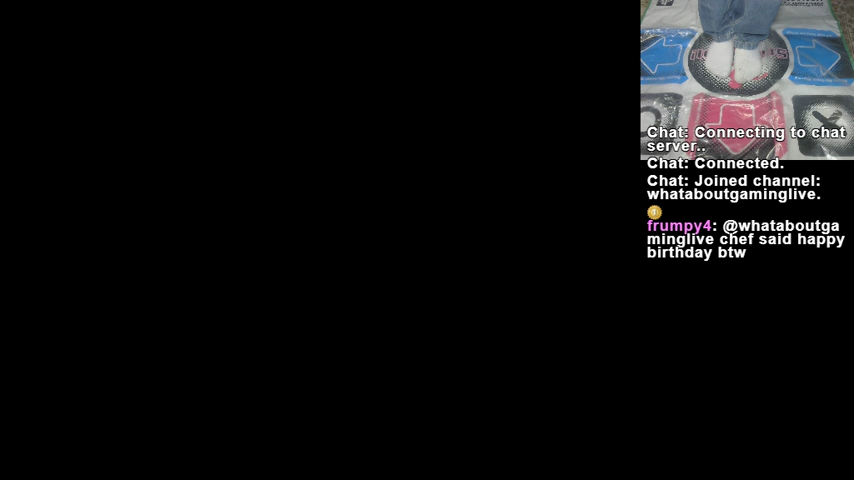 Chat: Connecting to chat
server..
Chat: Connected.
Chat: Joined channel:
whataboutgaminglive.
frumpy4: @whataboutga
minglive chef said happy
birthday btw